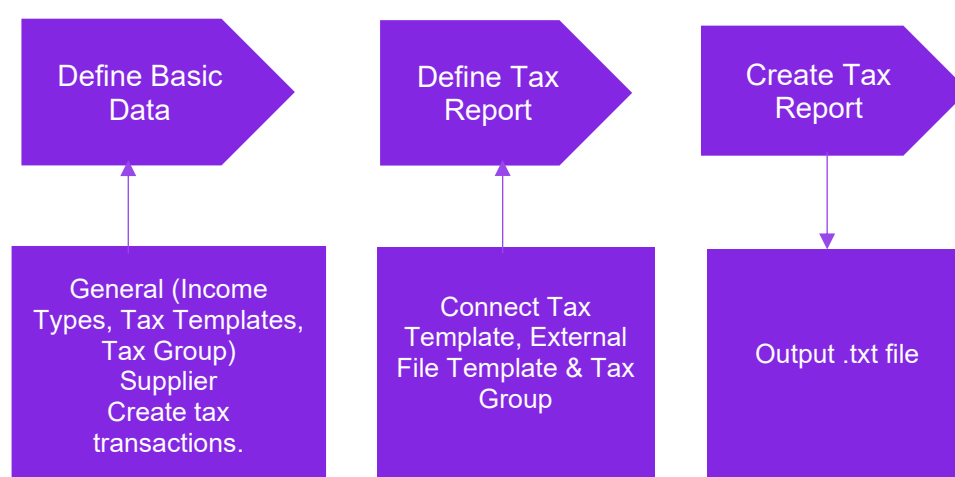 Define Basic
Data
Define Tax
Report
Create Tax
Report
General (Income
Types, Tax Templates,
Tax Group)
Supplier
Create tax
transactions.
Connect Tax
Template, External
File Template & Tax
Group
Output .txt file